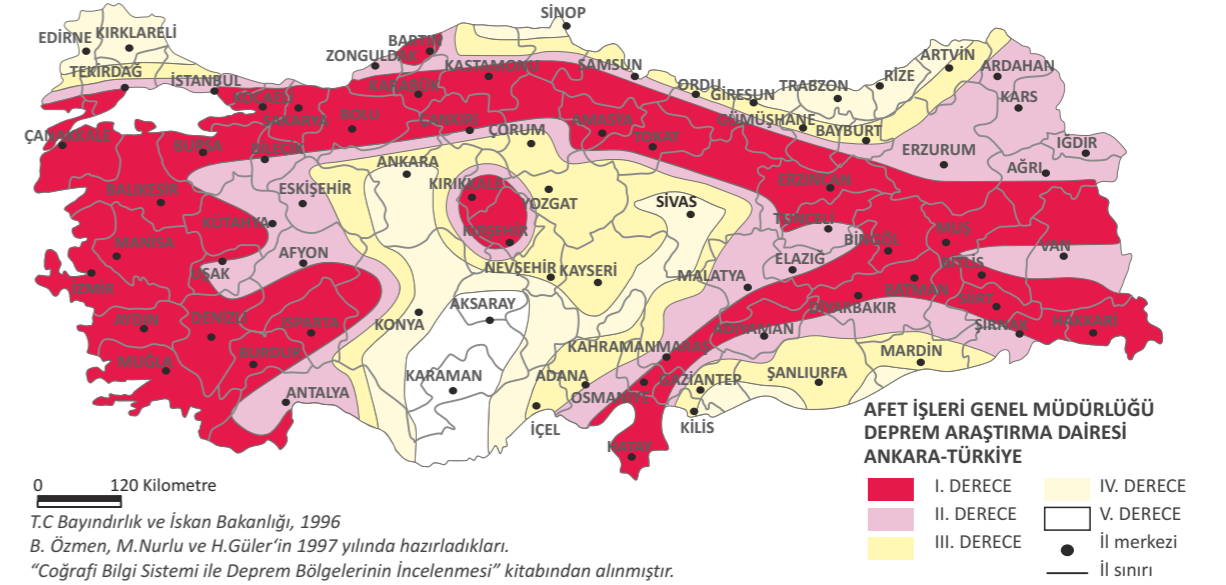 SİNOP
BARTIN
EDİRNE
KIRKLARELİ
ZONGULDAK
KASTAMONU
SAMSUN
ARTVİN
TEKİRDAĞ
İSTANBUL
KARABÜK
ORDU
GİRESUN
TRABZON
RİZE
ARDAHAN
KARS
KOCAELİ
SAKARYA
BOLU
ÇANKIRI
ÇORUM
AMASYA
TOKAT
GÜMÜŞHANE
BAYBURT
ÇANAKKALE
BURSA
BİLECİK
ANKARA
ERZURUM
IĞDIR
AĞRI
BALIKESİR
ESKİŞEHİR
KIRIKKALE
YOZGAT
SİVAS
ERZİNCAN
KÜTAHYA
KIRŞEHİR
TUNCELİ
BİNGÖL
MUŞ
VAN
MANİSA
UŞAK
AFYON
NEVŞEHİR
KAYSERİ
MALATYA
ELAZIĞ
BİTLİS
İZMİR
AKSARAY
BATMAN
SİİRT
AYDIN
DENİZLİ
ISPARTA
KONYA
ADIYAMAN
DİYARBAKIR
ŞIRNAK
HAKKARİ
MUĞLA
BURDUR
KAHRAMANMARAŞ
MARDİN
ANTALYA
KARAMAN
ADANA
OSMANİYE
GAZİANTEP
ŞANLIURFA
İÇEL
KİLİS
HATAY
AFET İŞLERİ GENEL MÜDÜRLÜĞÜ
DEPREM ARAŞTIRMA DAİRESİ
ANKARA-TÜRKİYE
I. DERECE
IV. DERECE
II. DERECE
V. DERECE
III. DERECE
İl merkezi
İl sınırı
0 120 Kilometre
T.C Bayındırlık ve İskan Bakanlığı, 1996
B. Özmen, M.Nurlu ve H.Güler‘in 1997 yılında hazırladıkları.
“Coğrafi Bilgi Sistemi ile Deprem Bölgelerinin İncelenmesi” kitabından alınmıştır.